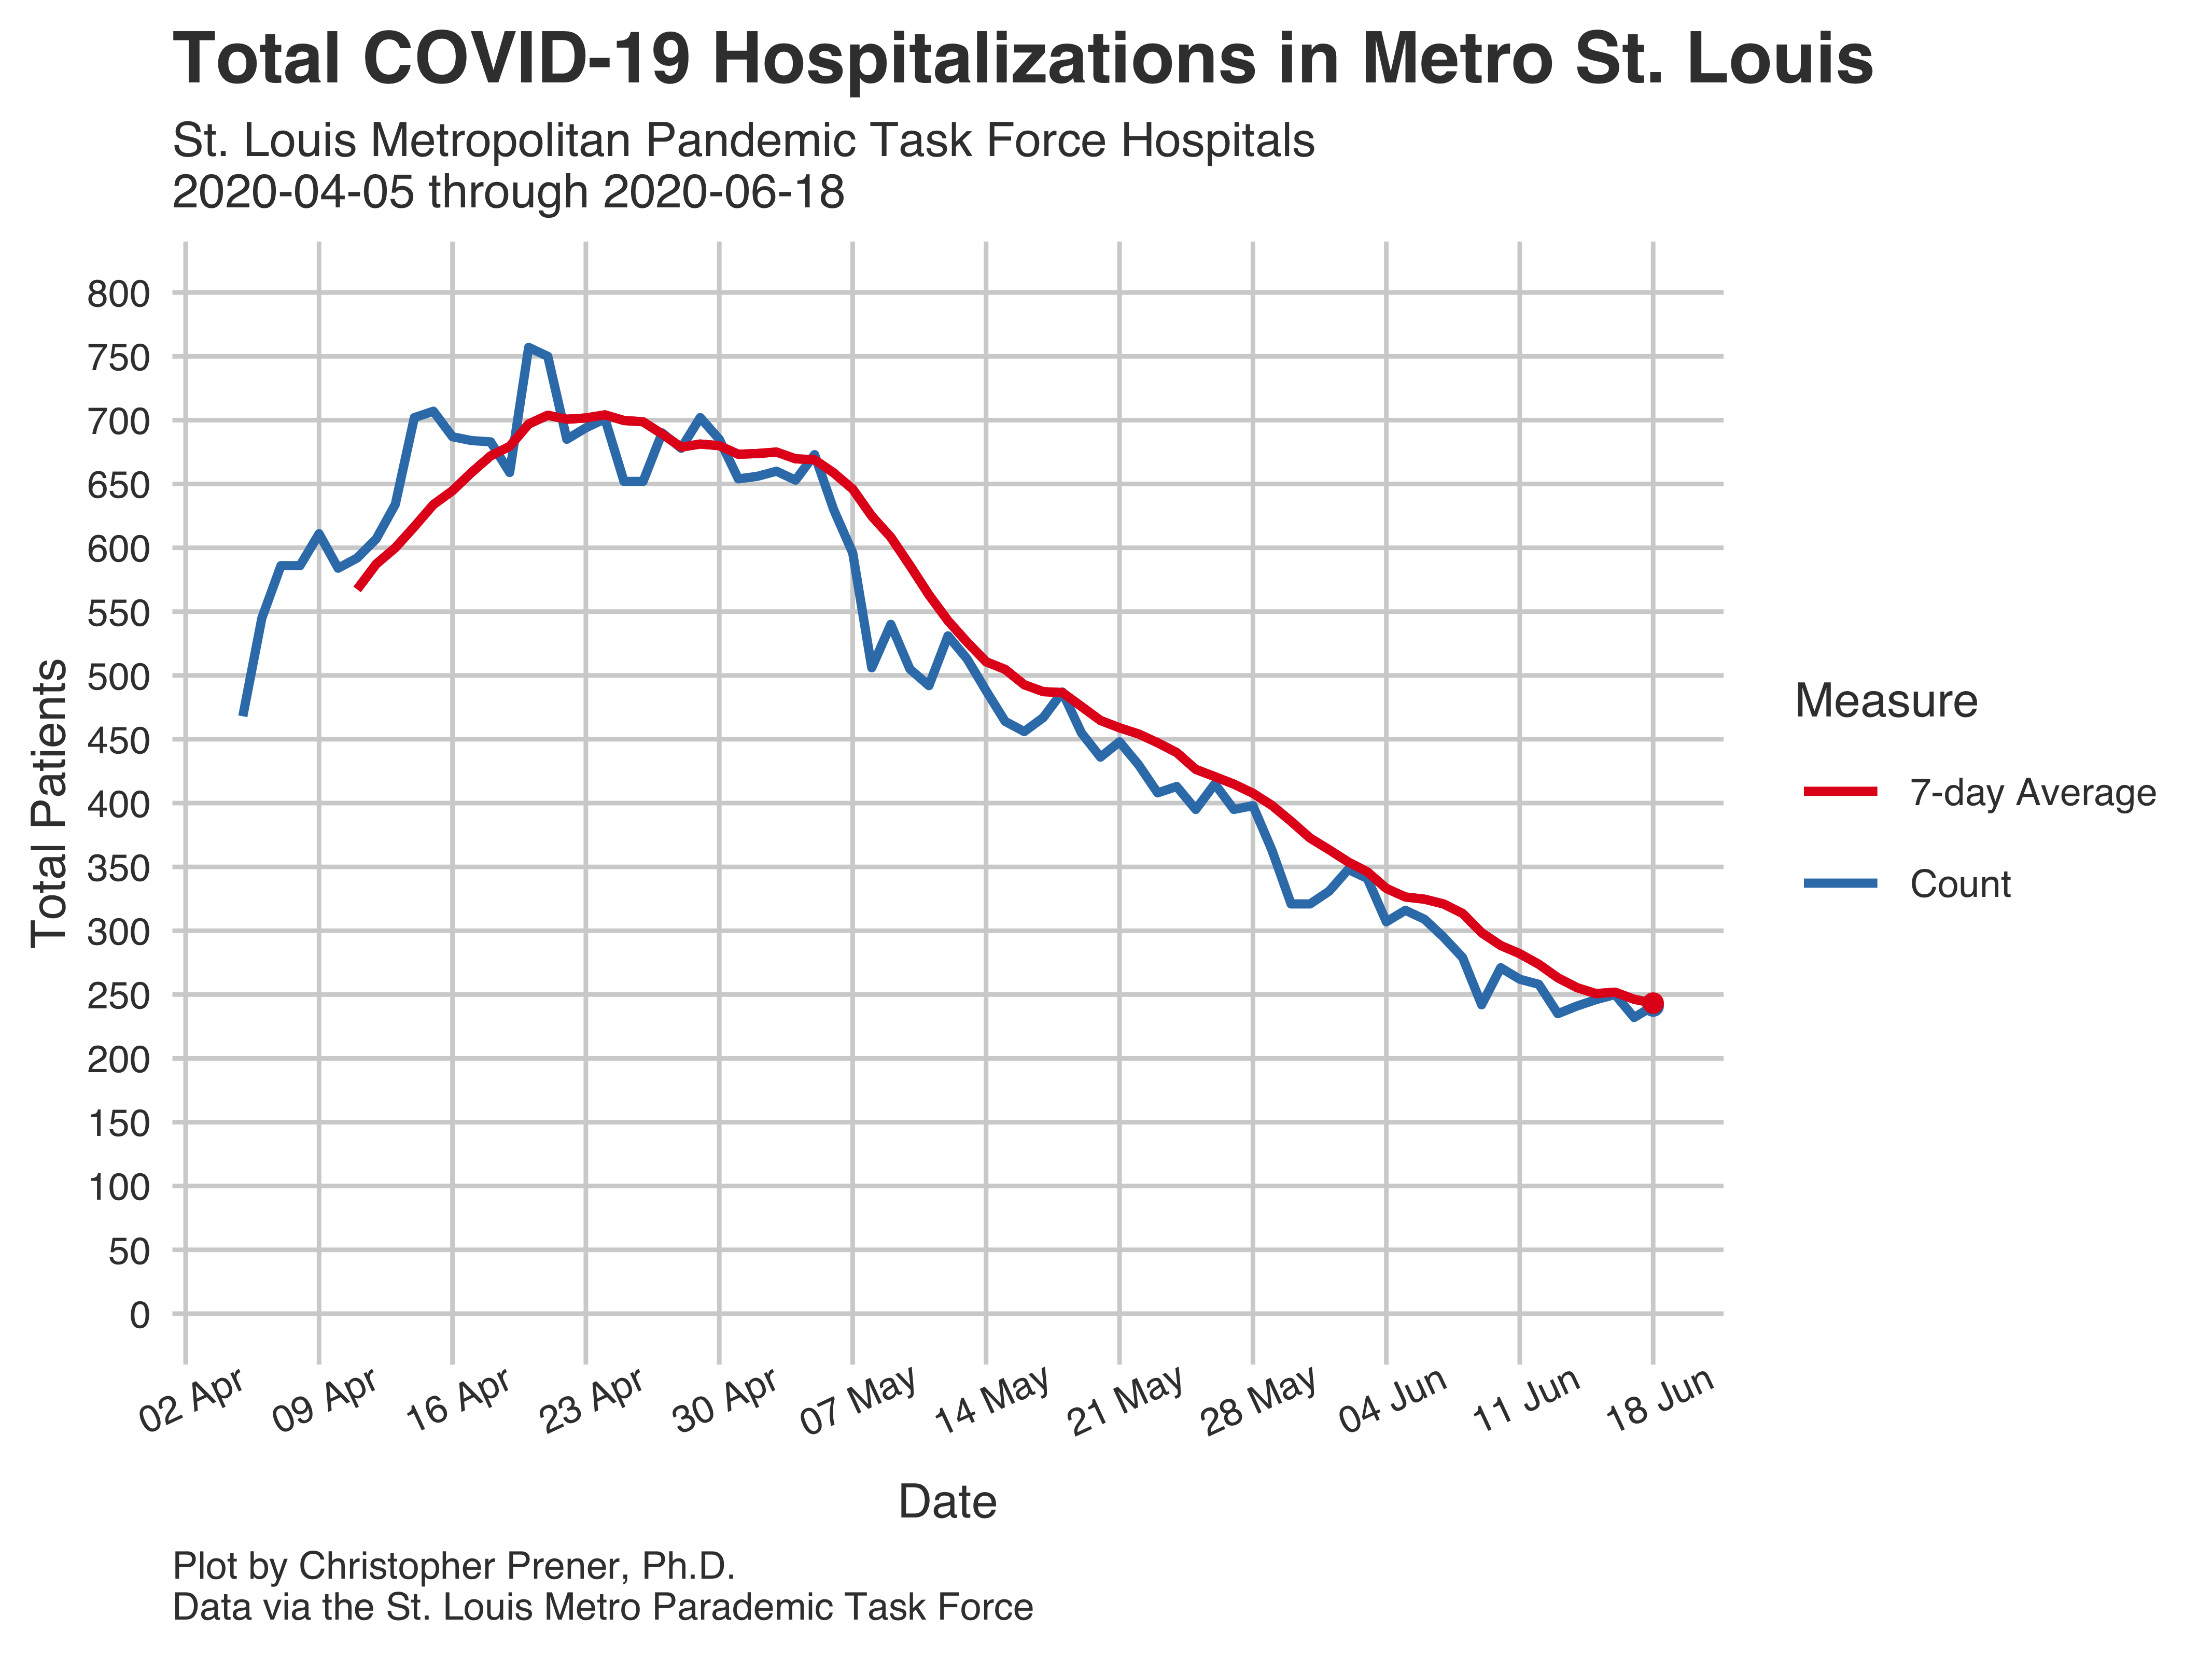 Total COVID-19 Hospitalizations in Metro St. Louis
St. Louis Metropolitan Pandemic Task Force Hospitals
2020-04-05 through 2020-06-18
800
750
700
650
600
550
500
450
400
350
300
250
200
150
100
50
0
Total Patients
02 Apr
09 Apr
16 Apr
23 Apr
30 Apr
07 May
14 May
21 May
28 May
04 Jun
11 Jun
18 Jun
Date
Measure
7-day Average
Count
Plot by Christopher Prener, Ph.D.
Data via the St. Louis Metro Parademic Task Force